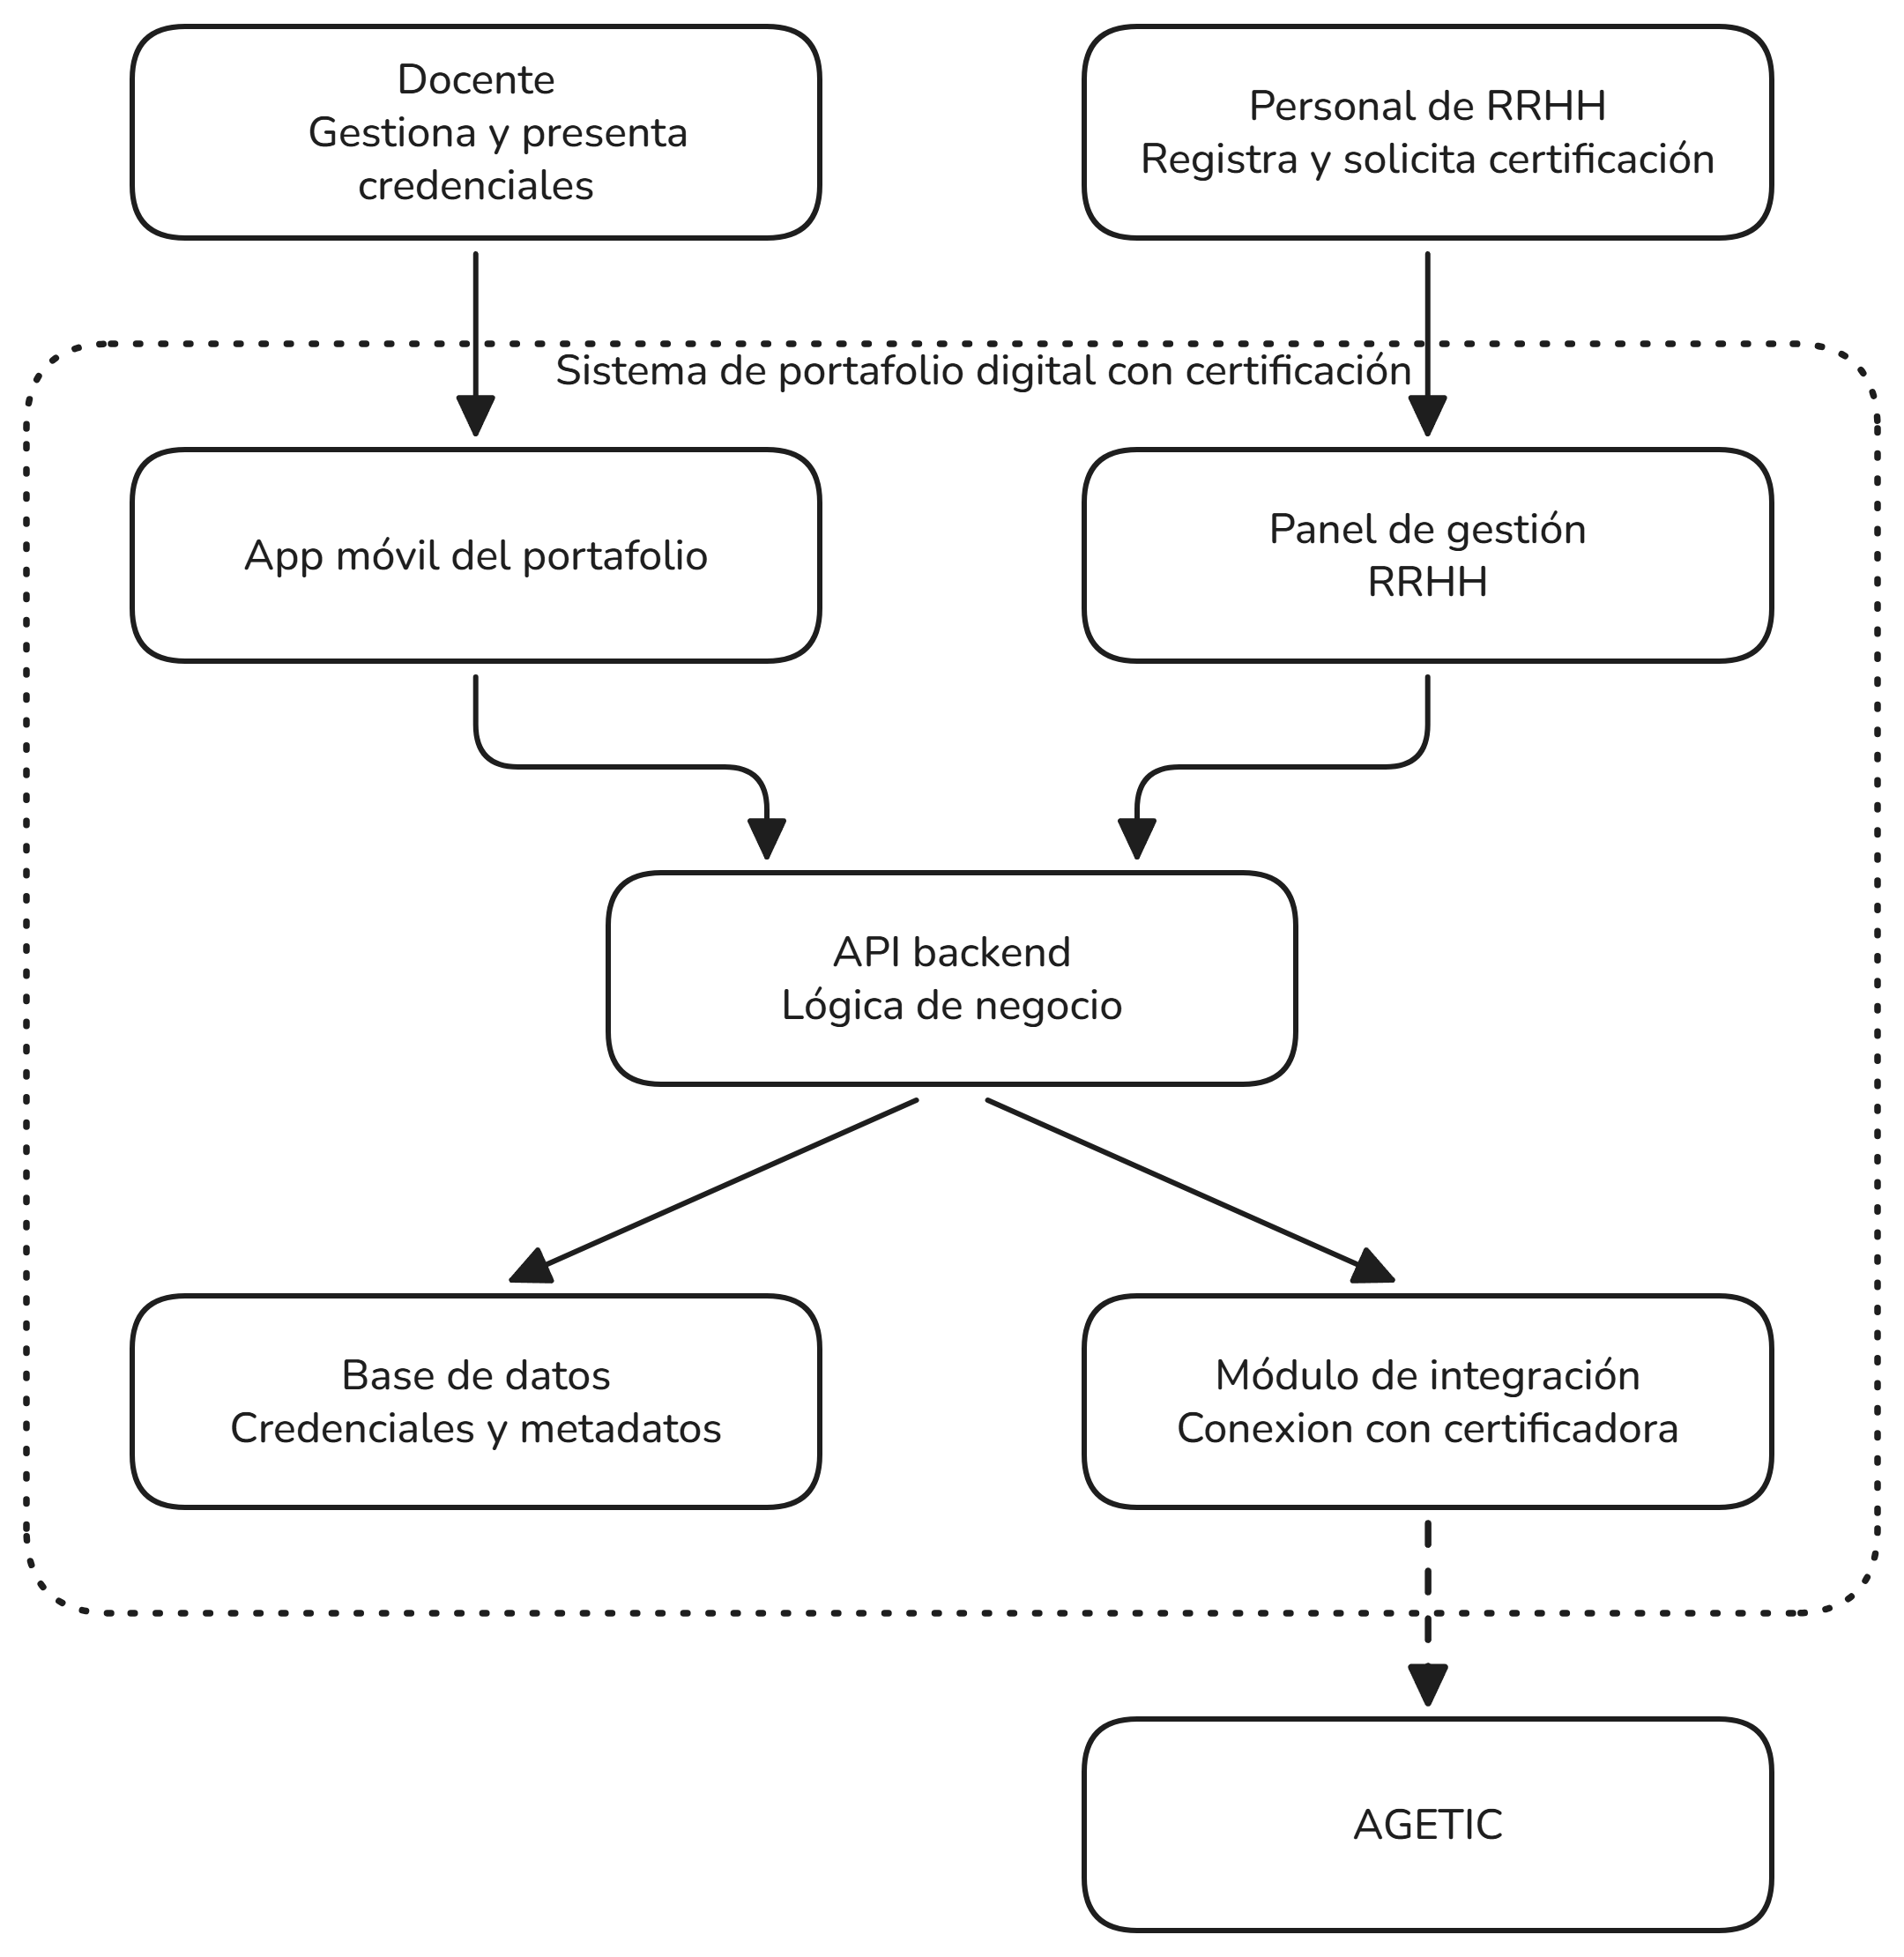 Docente
Gestiona y presenta
credenciales
Personal de RRHH
Registra y solicita certificación
Sistema de portafolio digital con certificación
App móvil del portafolio
Panel de gestión
RRHH
API backend
Lógica de negocio
Base de datos
Credenciales y metadatos
Módulo de integración
Conexion con certificadora
AGETIC